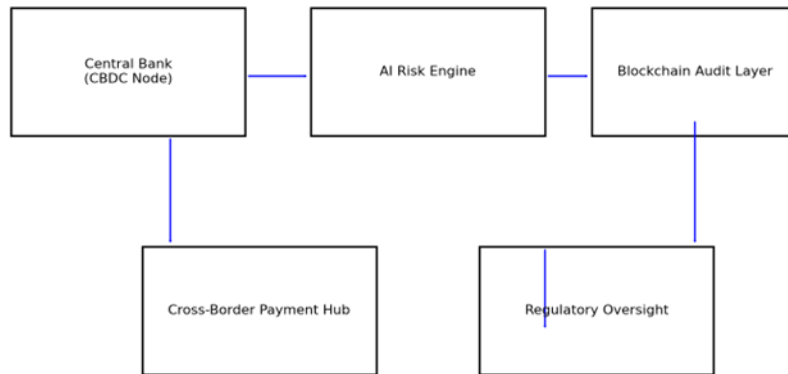 Central Bank
(CBDC Node)
AI Risk Engine
Blockchain Audit Layer
Cross-Border Payment Hub
Regulatory Oversight